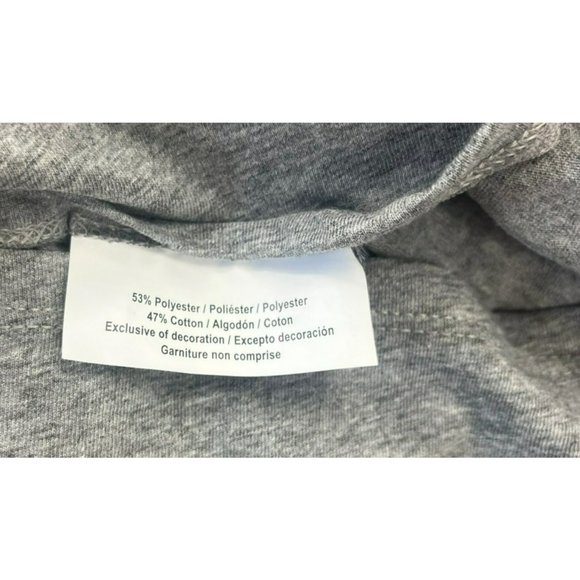 53% Polyester / Poliéster / Polyester
47% Cotton / Algodón / Coton
Exclusive of decoration / Excepto decoración
Garniture non comprise